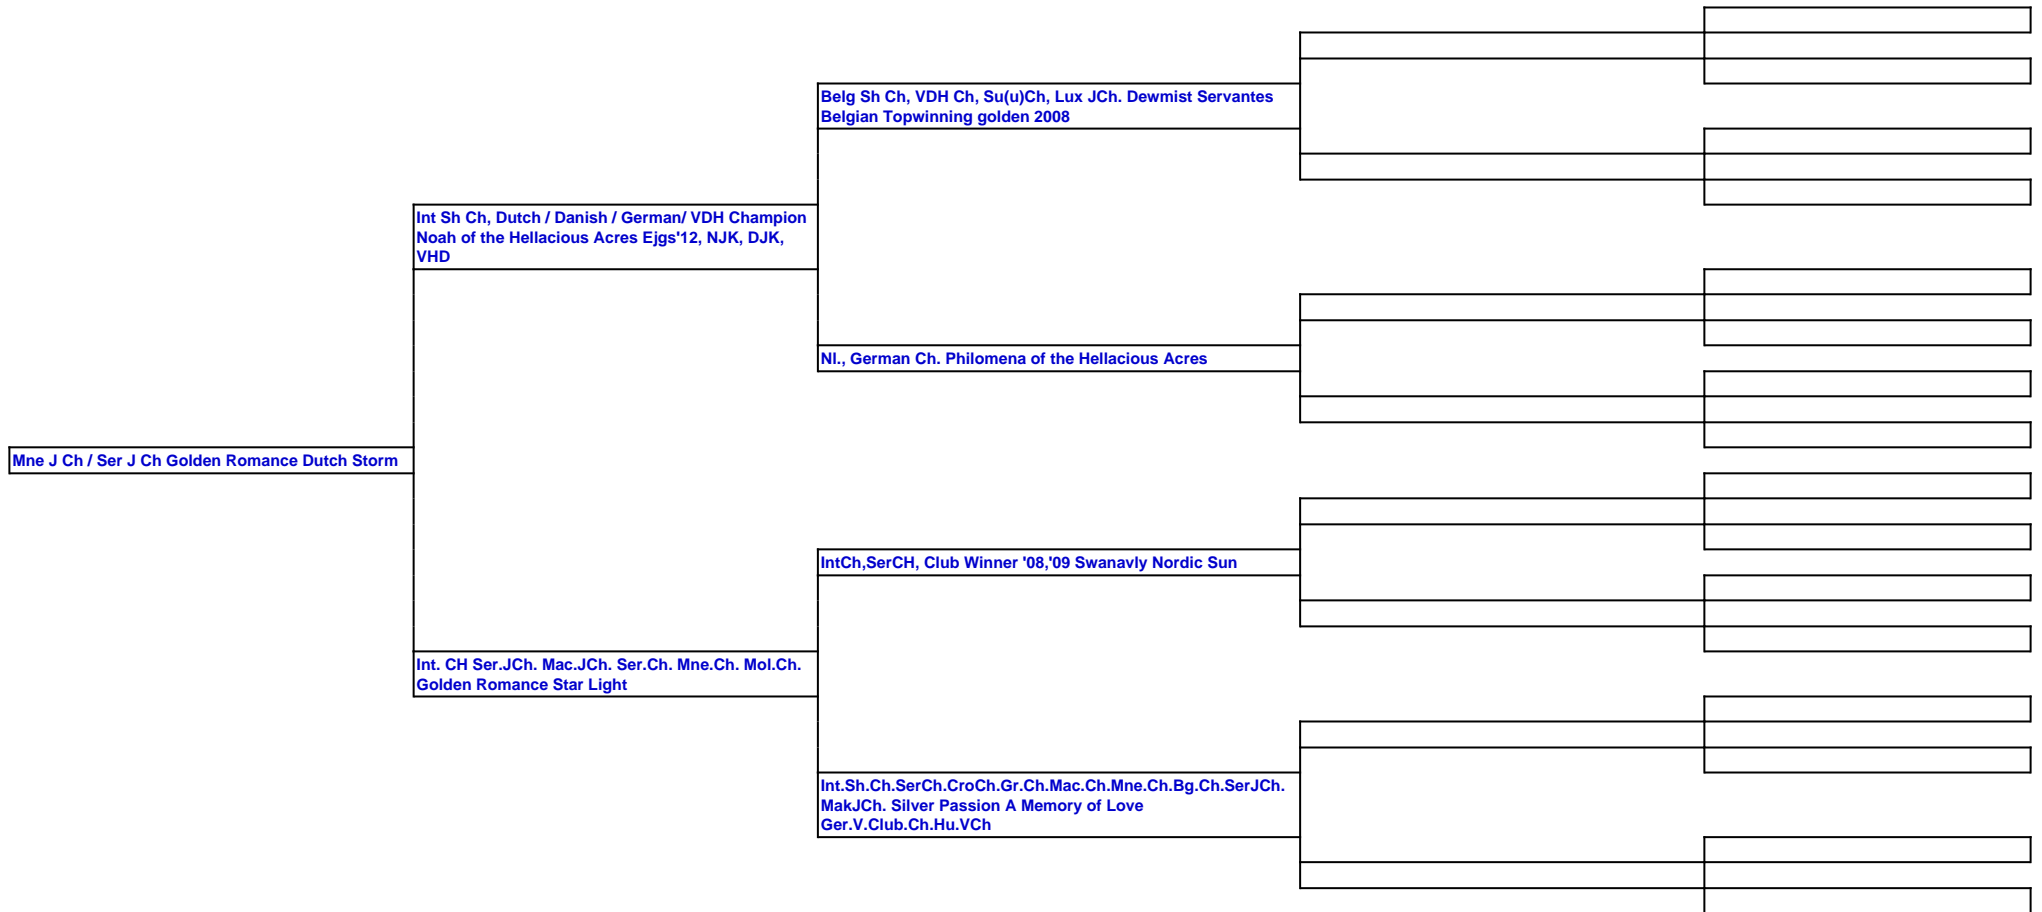 Belg Sh Ch, VDH Ch, Su(u)Ch, Lux JCh. Dewmist Servantes
Belgian Topwinning golden 2008
Int Sh Ch, Dutch / Danish / German/ VDH Champion
Noah of the Hellacious Acres Ejgs'12, NJK, DJK,
VHD
Nl., German Ch. Philomena of the Hellacious Acres
Mne J Ch / Ser J Ch Golden Romance Dutch Storm
IntCh,SerCH, Club Winner '08,'09 Swanavly Nordic Sun
Int. CH Ser.JCh. Mac.JCh. Ser.Ch. Mne.Ch. Mol.Ch.
Golden Romance Star Light
Int.Sh.Ch.SerCh.CroCh.Gr.Ch.Mac.Ch.Mne.Ch.Bg.Ch.SerJCh.
MakJCh. Silver Passion A Memory of Love
Ger.V.Club.Ch.Hu.VCh